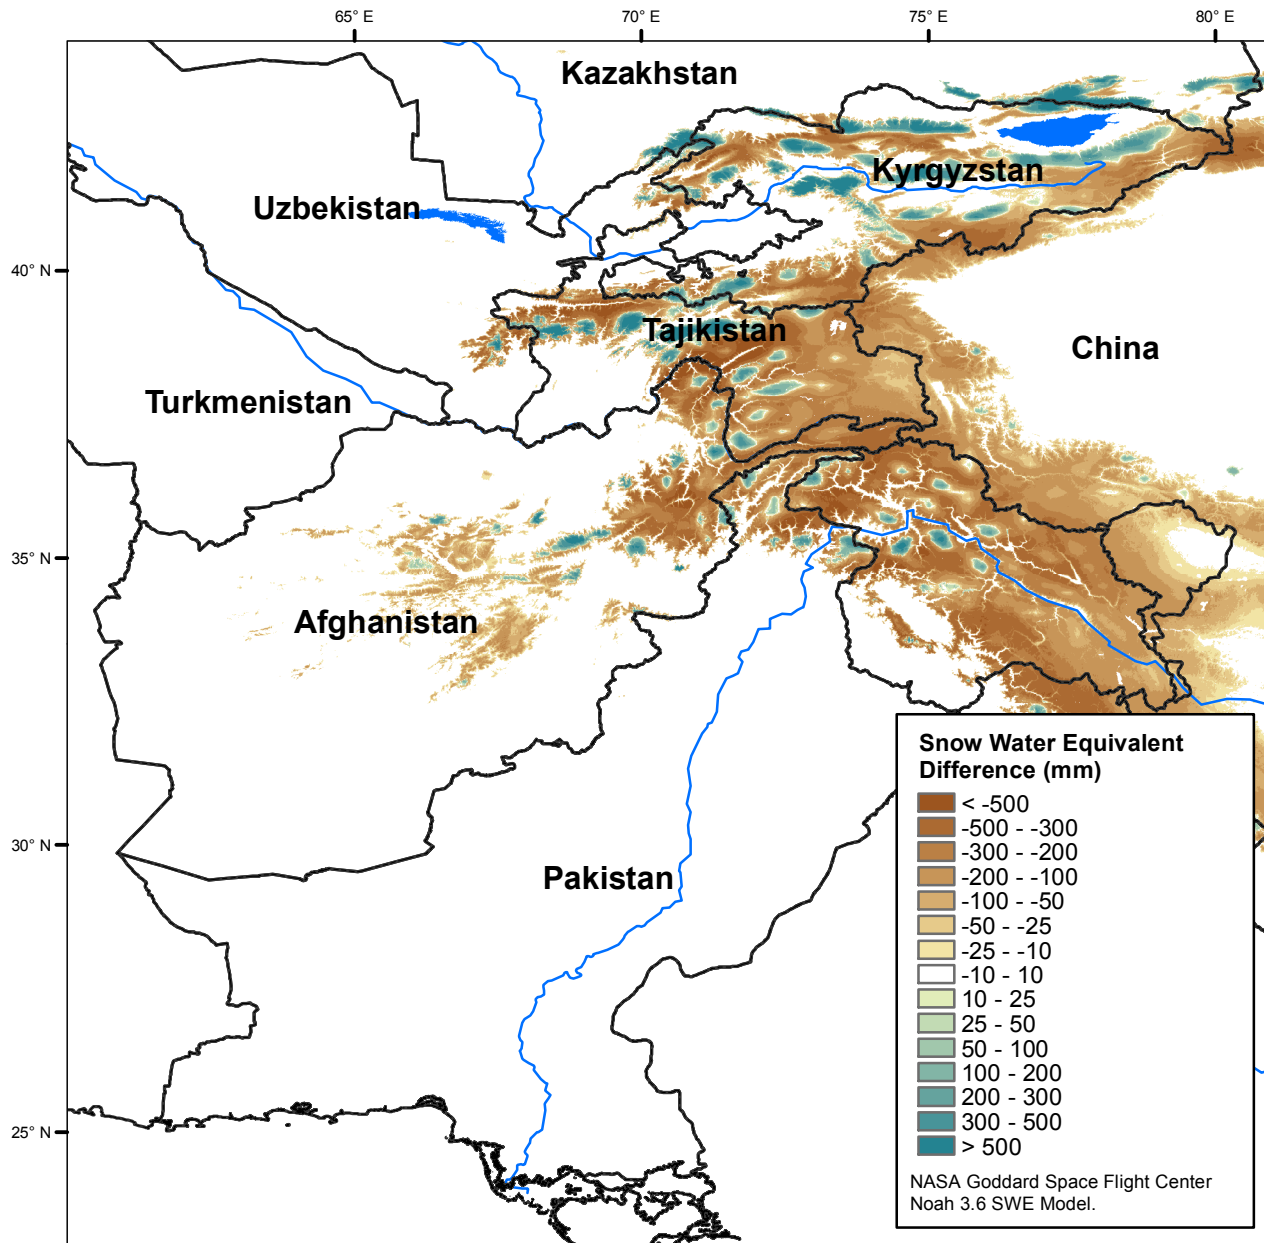 65° E
70° E
75° E
80° E
Kazakhstan
Kyrgyzstan
Uzbekistan
40° N
Tajikistan
China
Turkmenistan
35° N
Afghanistan
30° N
Pakistan
25° N
Snow Water Equivalent
Difference (mm)
< -500
-500 - -300
-300 - -200
-200 - -100
-100 - -50
-50 - -25
-25 - -10
-10 - 10
10 - 25
25 - 50
50 - 100
100 - 200
200 - 300
300 - 500
> 500
NASA Goddard Space Flight Center
Noah 3.6 SWE Model.